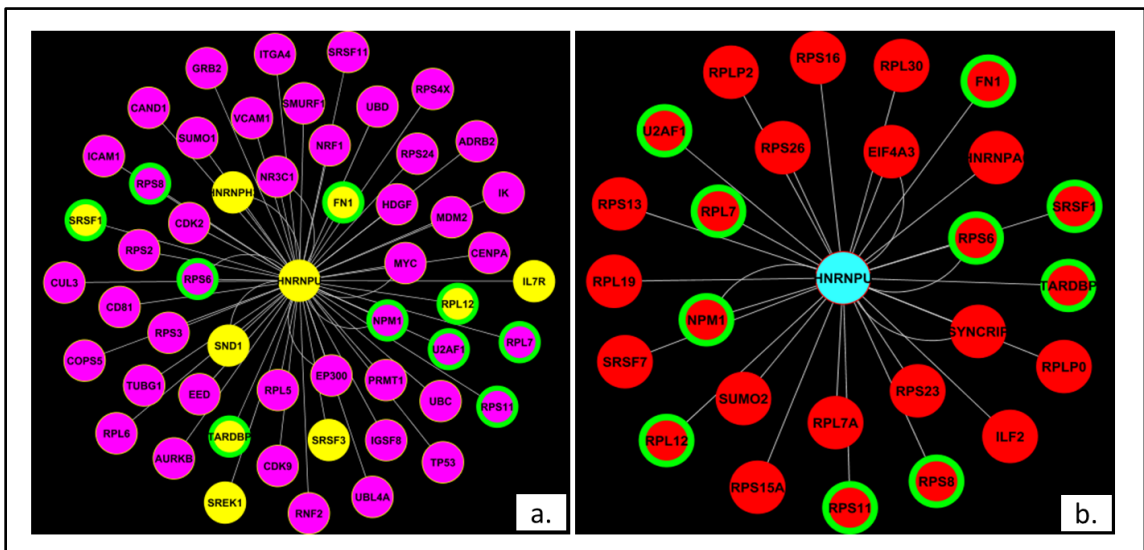 ITGA4
SRSF11
GRB2
SMURF1
RPS4X
CAND1
VCAM1
UBD
SUMO1
NRF1
ADRB2
ICAM1
RPS24
RPS8
NR3C1
HNRNPH
FN1
IK
SRSF1
CDK2
HDGF
MDM2
RPS2
CENPA
MYC
CUL3
RPS6
HNRNPU
IL7R
CD81
RPL12
RPS3
NPM1
COPS5
SND1
U2AF1
RPL7
TUBG1
EED
RPL5
EP300
PRMT1
UBC
RPS11
RPL6
TARDBP
SRSF3
IGSF8
AURKB
CDK9
TP53
SREK1
UBL4A
RNF2
a.
RPS16
RPLP2
RPL30
FN1
U2AF1
RPS26
EIF4A3
HNRNPA
RPS13
RPL7
SRSF1
RPS6
RPL19
HNRNPU
TARDBP
NPM1
SYNCRIP
SRSF7
RPLP0
SUMO2
RPS23
RPL12
RPL7A
ILF2
RPS15A
RPS8
RPS11
b.